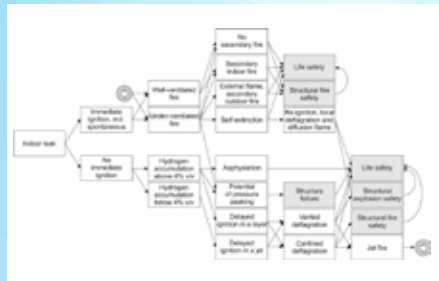 No
secondary fire
Secondary
indoor fire
External flame,
secondary
outdoor fire
Self-extinction
Well-ventilated
fire
Under-ventilated
fire
Immediate
ignition, incl.
spontaneous
Indoor leak
No
immediate
ignition
Life safety
Structural fire
safety
Re-ignition, local
deflagration and
diffusion flame
Hydrogen
accumulation
above 4% v/v
Hydrogen
accumulation
below 4% v/v
Asphyxiation
Potential
of pressure
peaking
Delayed
ignition in a layer
Delayed
ignition in a jet
Structure
failure
Vented
deflagration
Confined
deflagration
Life safety
Structural
explosion safety
Structural fire
safety
Jet fire